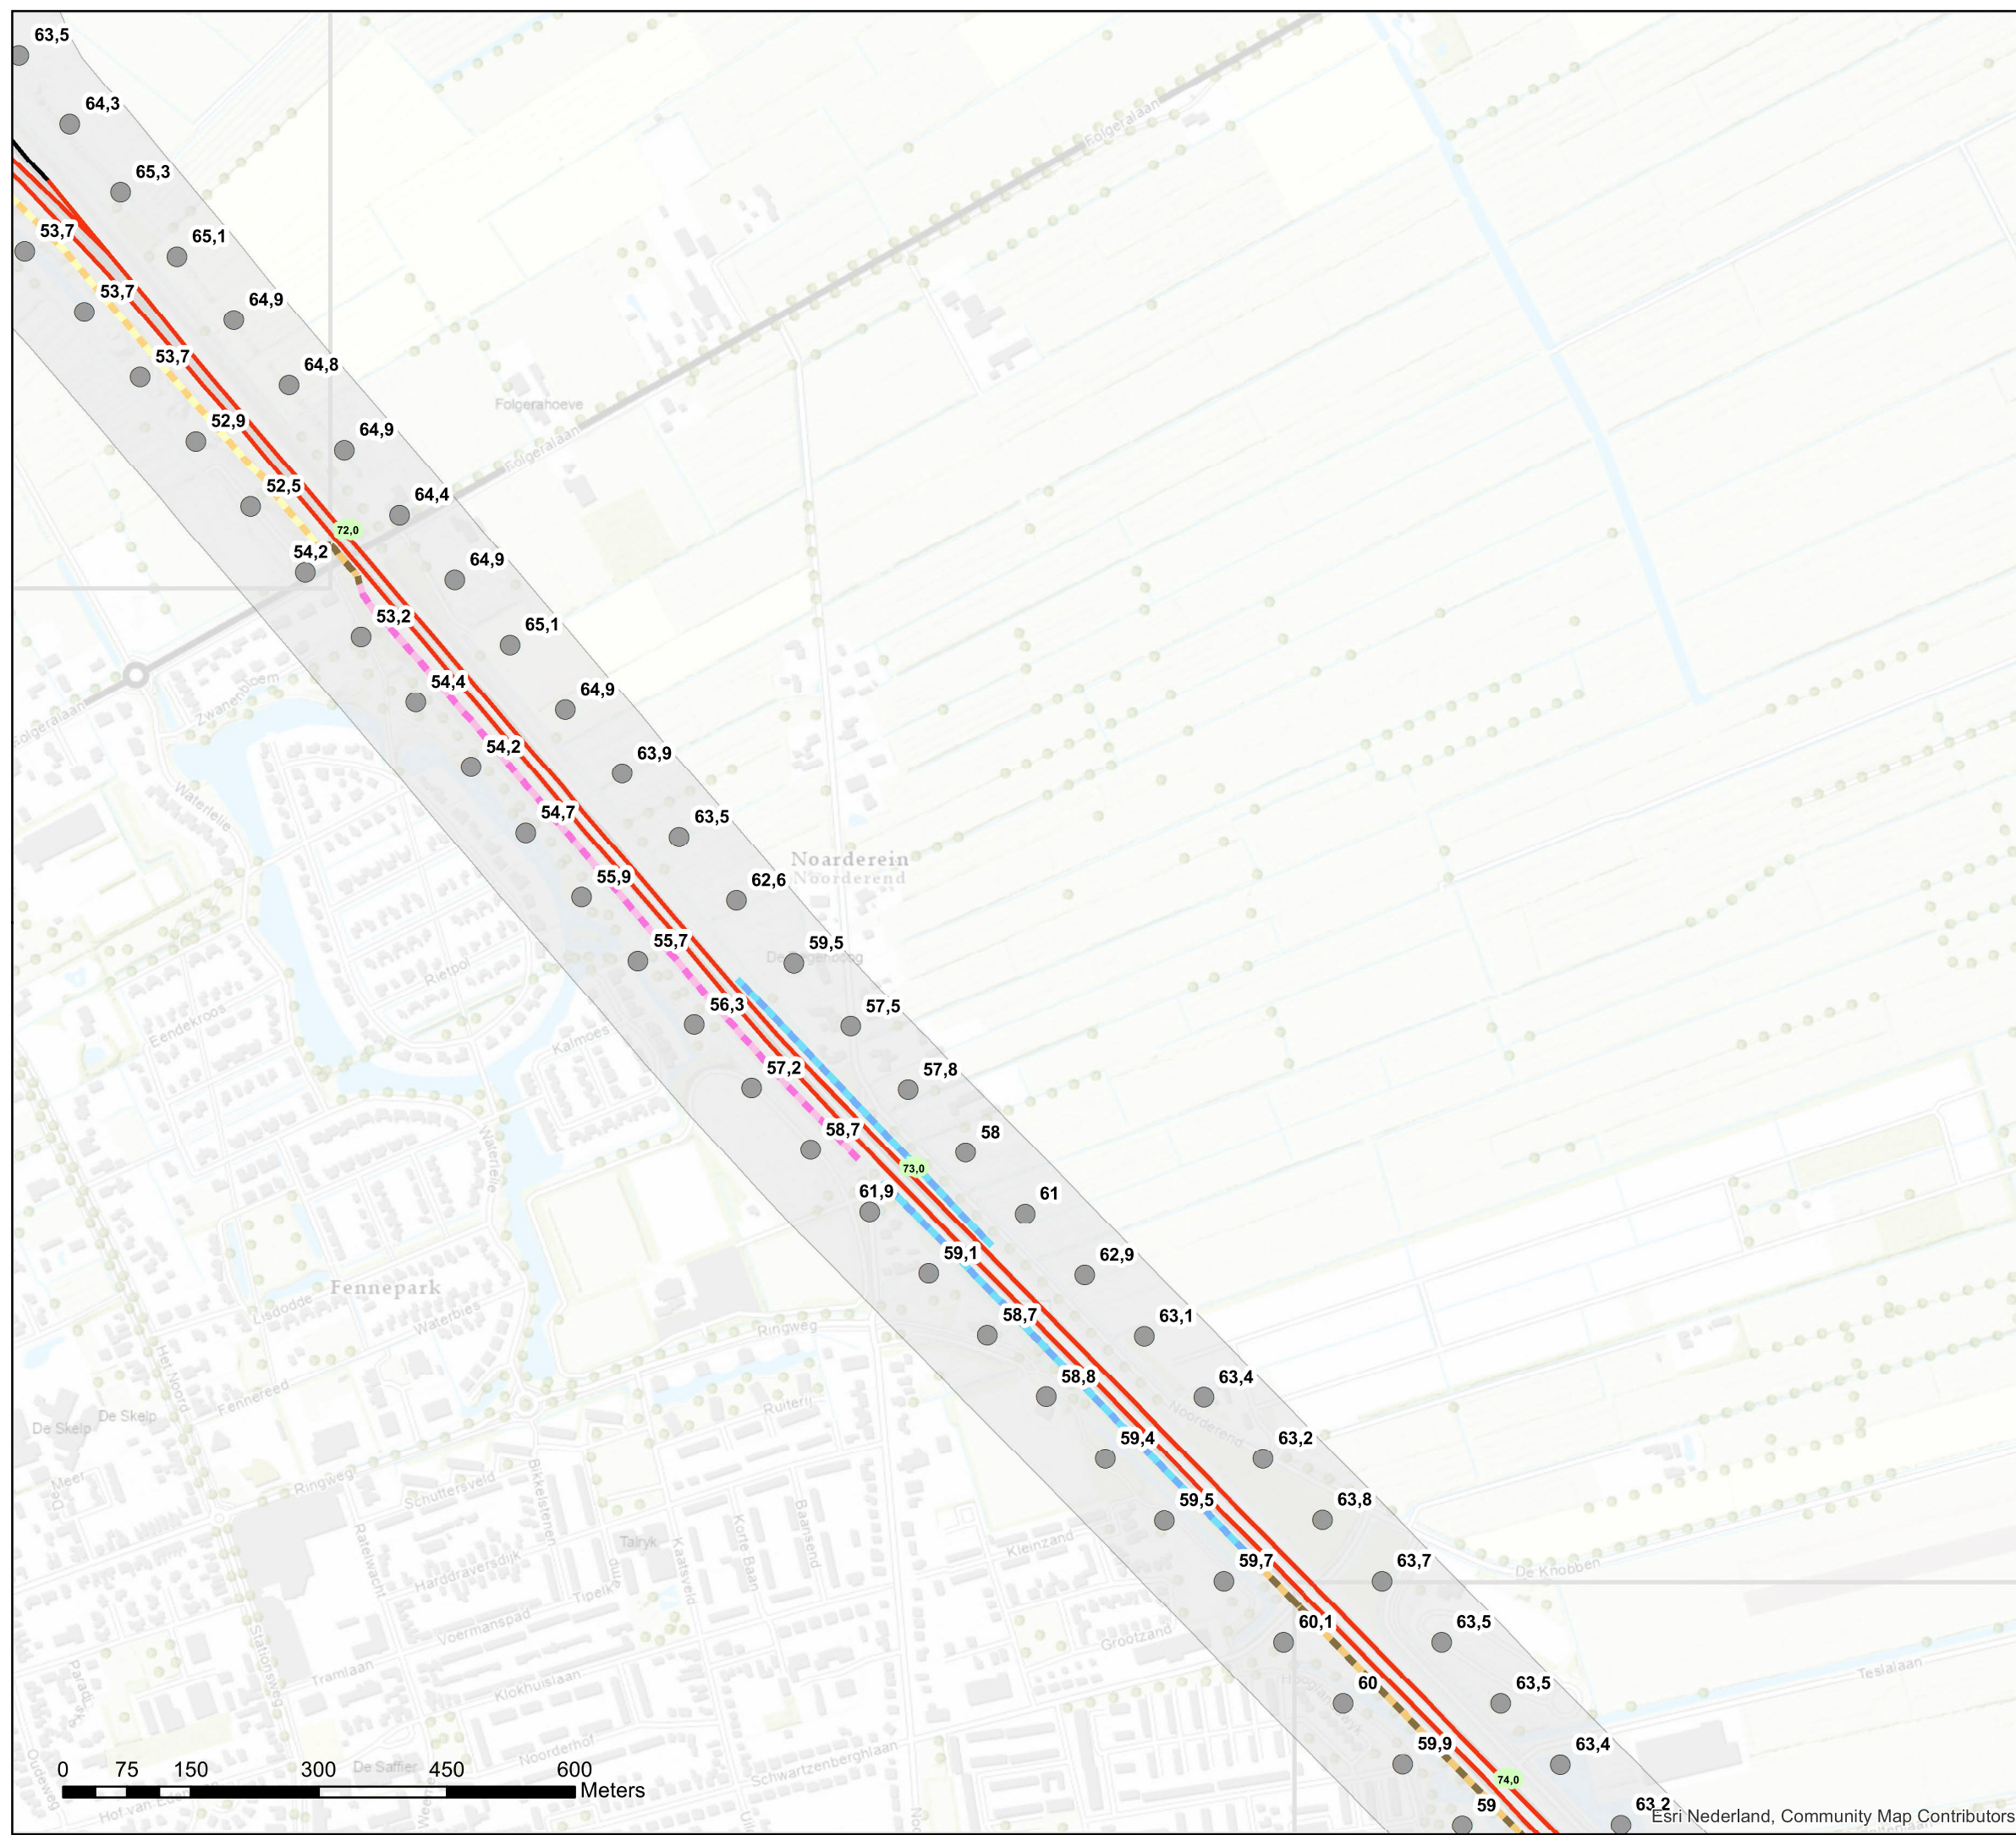 63,5
64,3
65,3
53,7
65,1
53,7
64,9
53,7
64,8
52,9
64,9
52,5
64,4
72,0
54,2
64,9
53,2
65,1
54,4
64,9
54,2
63,9
54,7
63,5
55,9
62,6
55,7
59,5
56,3
57,5
57,2
57,8
58,7
58
73,0
61,9
61
59,1
62,9
58,7
63,1
58,8
63,4
59,4
63,2
59,5
63,8
59,7
63,7
60,1
63,5
60
63,5
59,9
63,4
74,0
59
63,2
Folgeralaan
Folgerahoeve
Folgeralaan
Folgeralaan
Zwanenbloem
Waterlelie
Noarderein
Noorderend
Rietpol
Eendekroos
Kalmoes
Waterlelie
Fennepark
Lisdodde
Waterbies
Ringweg
Het Noord
Fennereed
De Skelp
De Skelp
Ruiterij
Noorderend
Ringweg
Schuttersveld
Bikkelstenen
Talryk
Kaatsveld
Korte Baan
Baansend
Kleinzand
De Knobben
Ratelwacht
Harddraversdijk
Tipelk
Voermanspad
Grootzand
Stationsweg
Tramlaan
Klokhuislaan
Teslalaan
Noorderhof
De Saffier
Schwartzenberghlaan
Oudeweg
0 75 150 300 450 600
Meters
Esri Nederland, Community Map Contributors